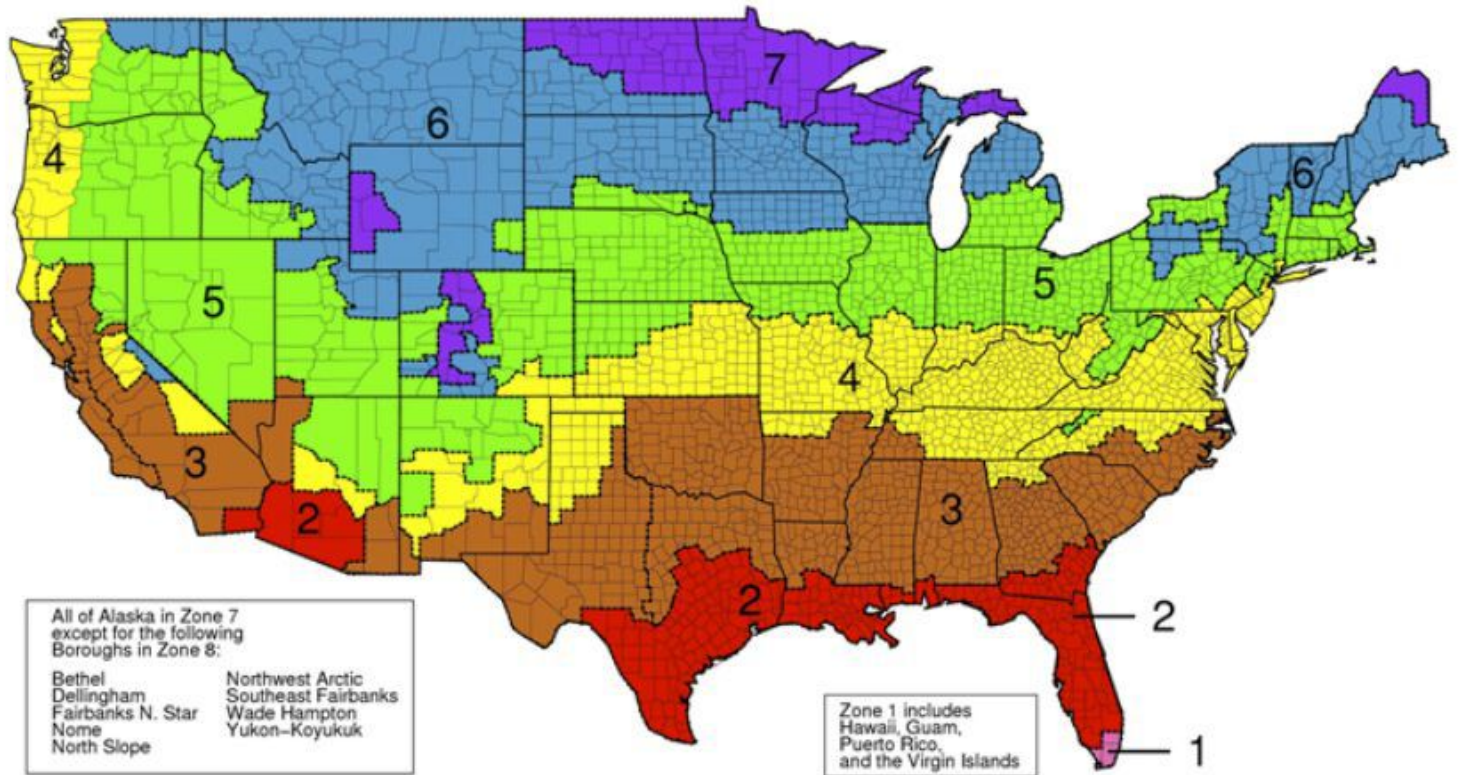 7
6
4
6
5
5
4
3
3
2
2
2
1
All of Alaska in Zone 7
except for the following
Boroughs in Zone 8:
Bethel Northwest Arctic
Dellingham Southeast Fairbanks
Fairbanks N. Star Wade Hampton
Nome Yukon-Koyukuk
North Slope
Zone 1 includes
Hawaii, Guam,
Puerto Rico,
and the Virgin Islands